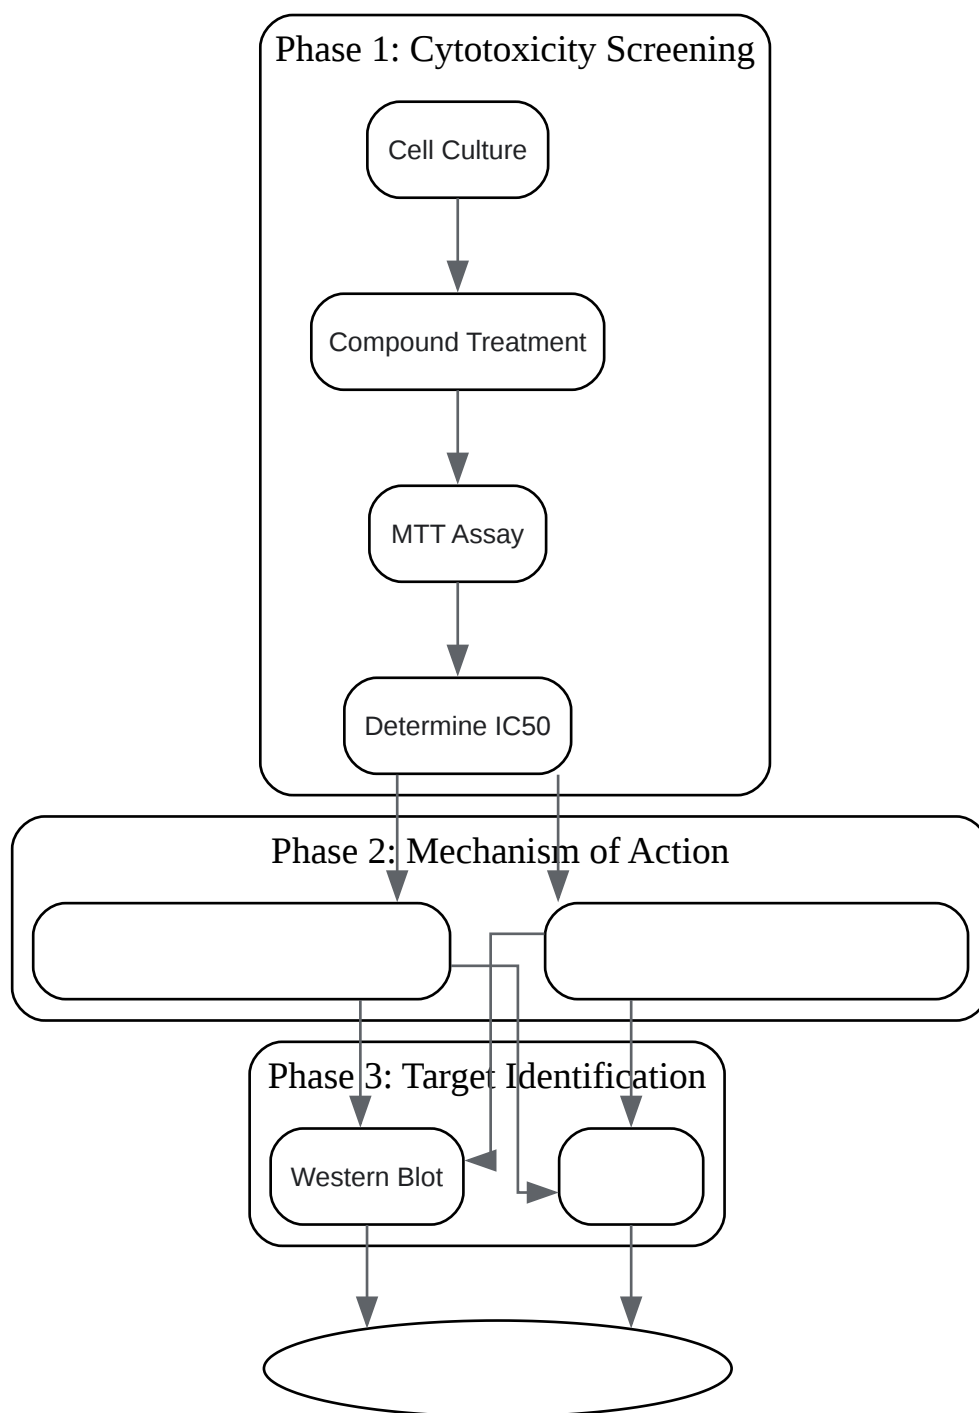 Phase 1: Cytotoxicity Screening
Cell Culture
Compound Treatment
MTT Assay
Determine IC50
Phase 2: Mechanism of Action
Phase 3: Target Identification
Western Blot